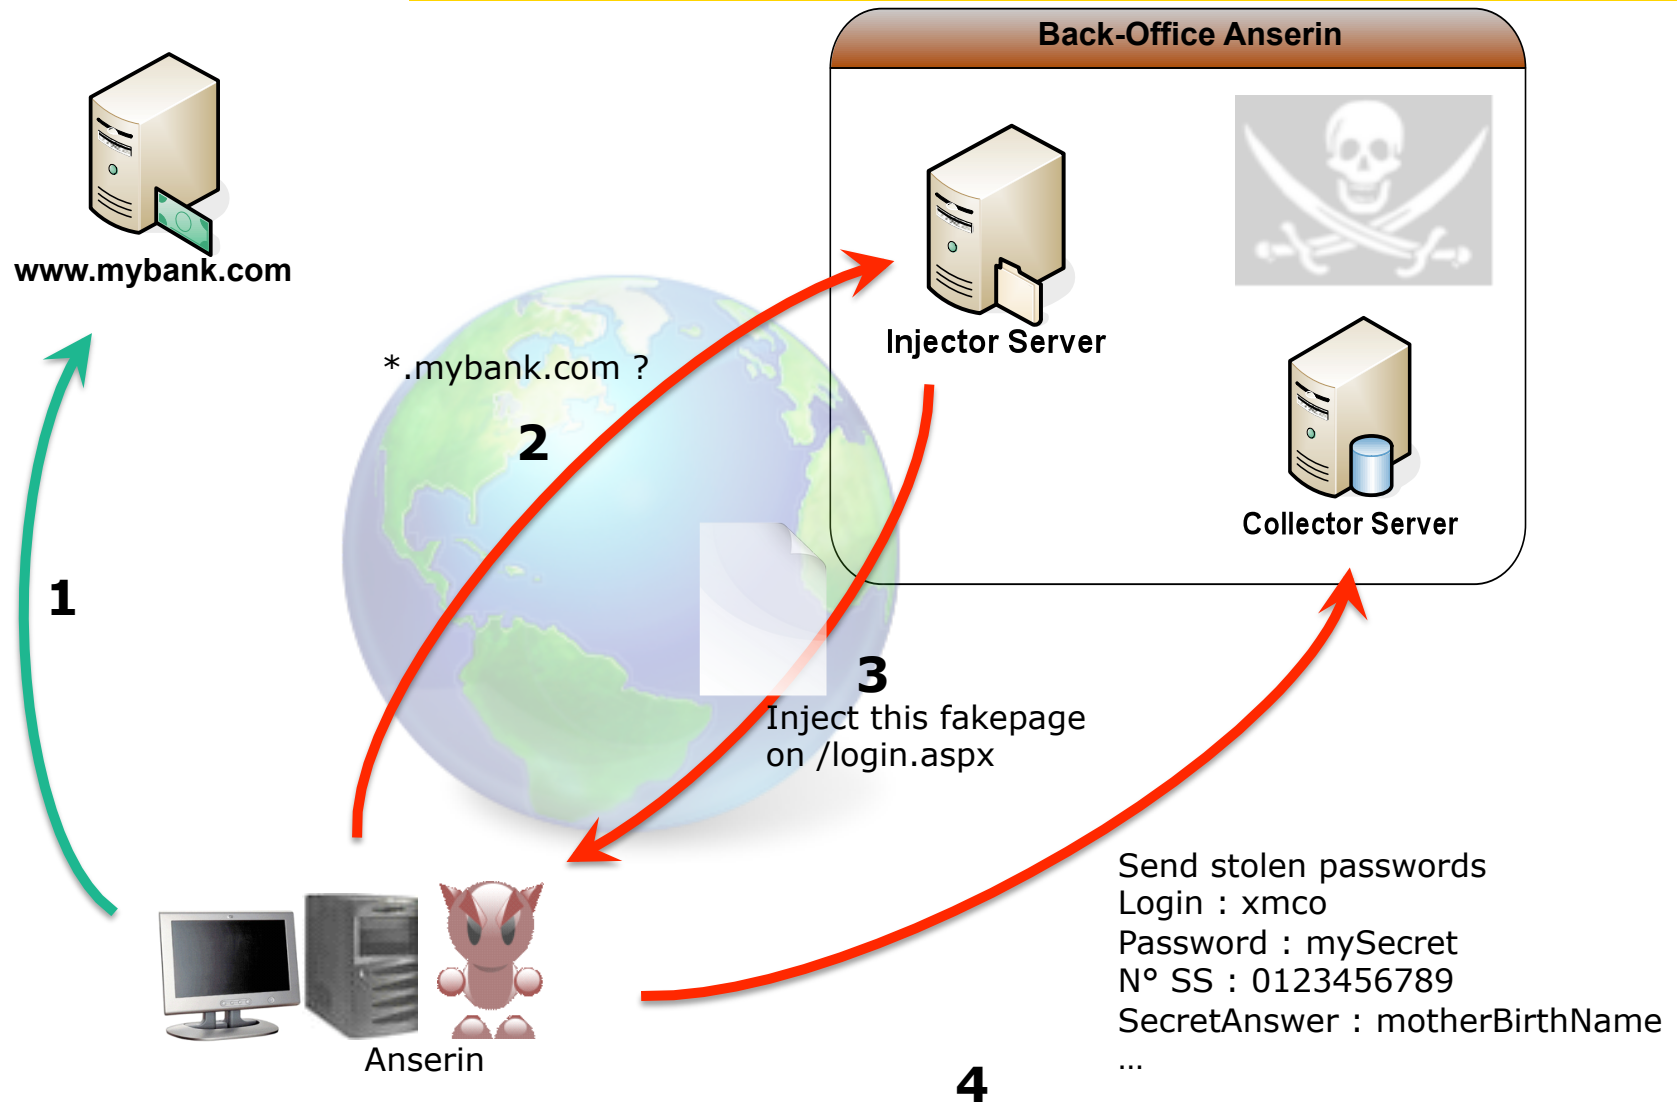 Back-Office Anserin
www.mybank.com
Injector Server
*.mybank.com ?
2
Collector Server
1
3
Inject this fakepage
on /login.aspx
Send stolen passwords
Login : xmco
Password : mySecret
N° SS : 0123456789
SecretAnswer : motherBirthName
…
Anserin
4